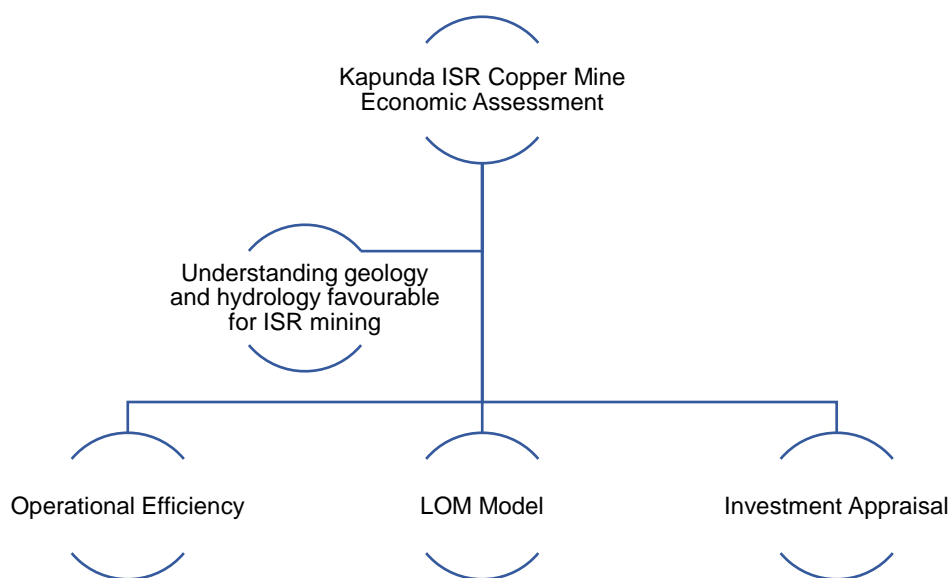 Kapunda ISR Copper Mine
Economic Assessment
Understanding geology
and hydrology favourable
for ISR mining
Operational Efficiency
LOM Model
Investment Appraisal